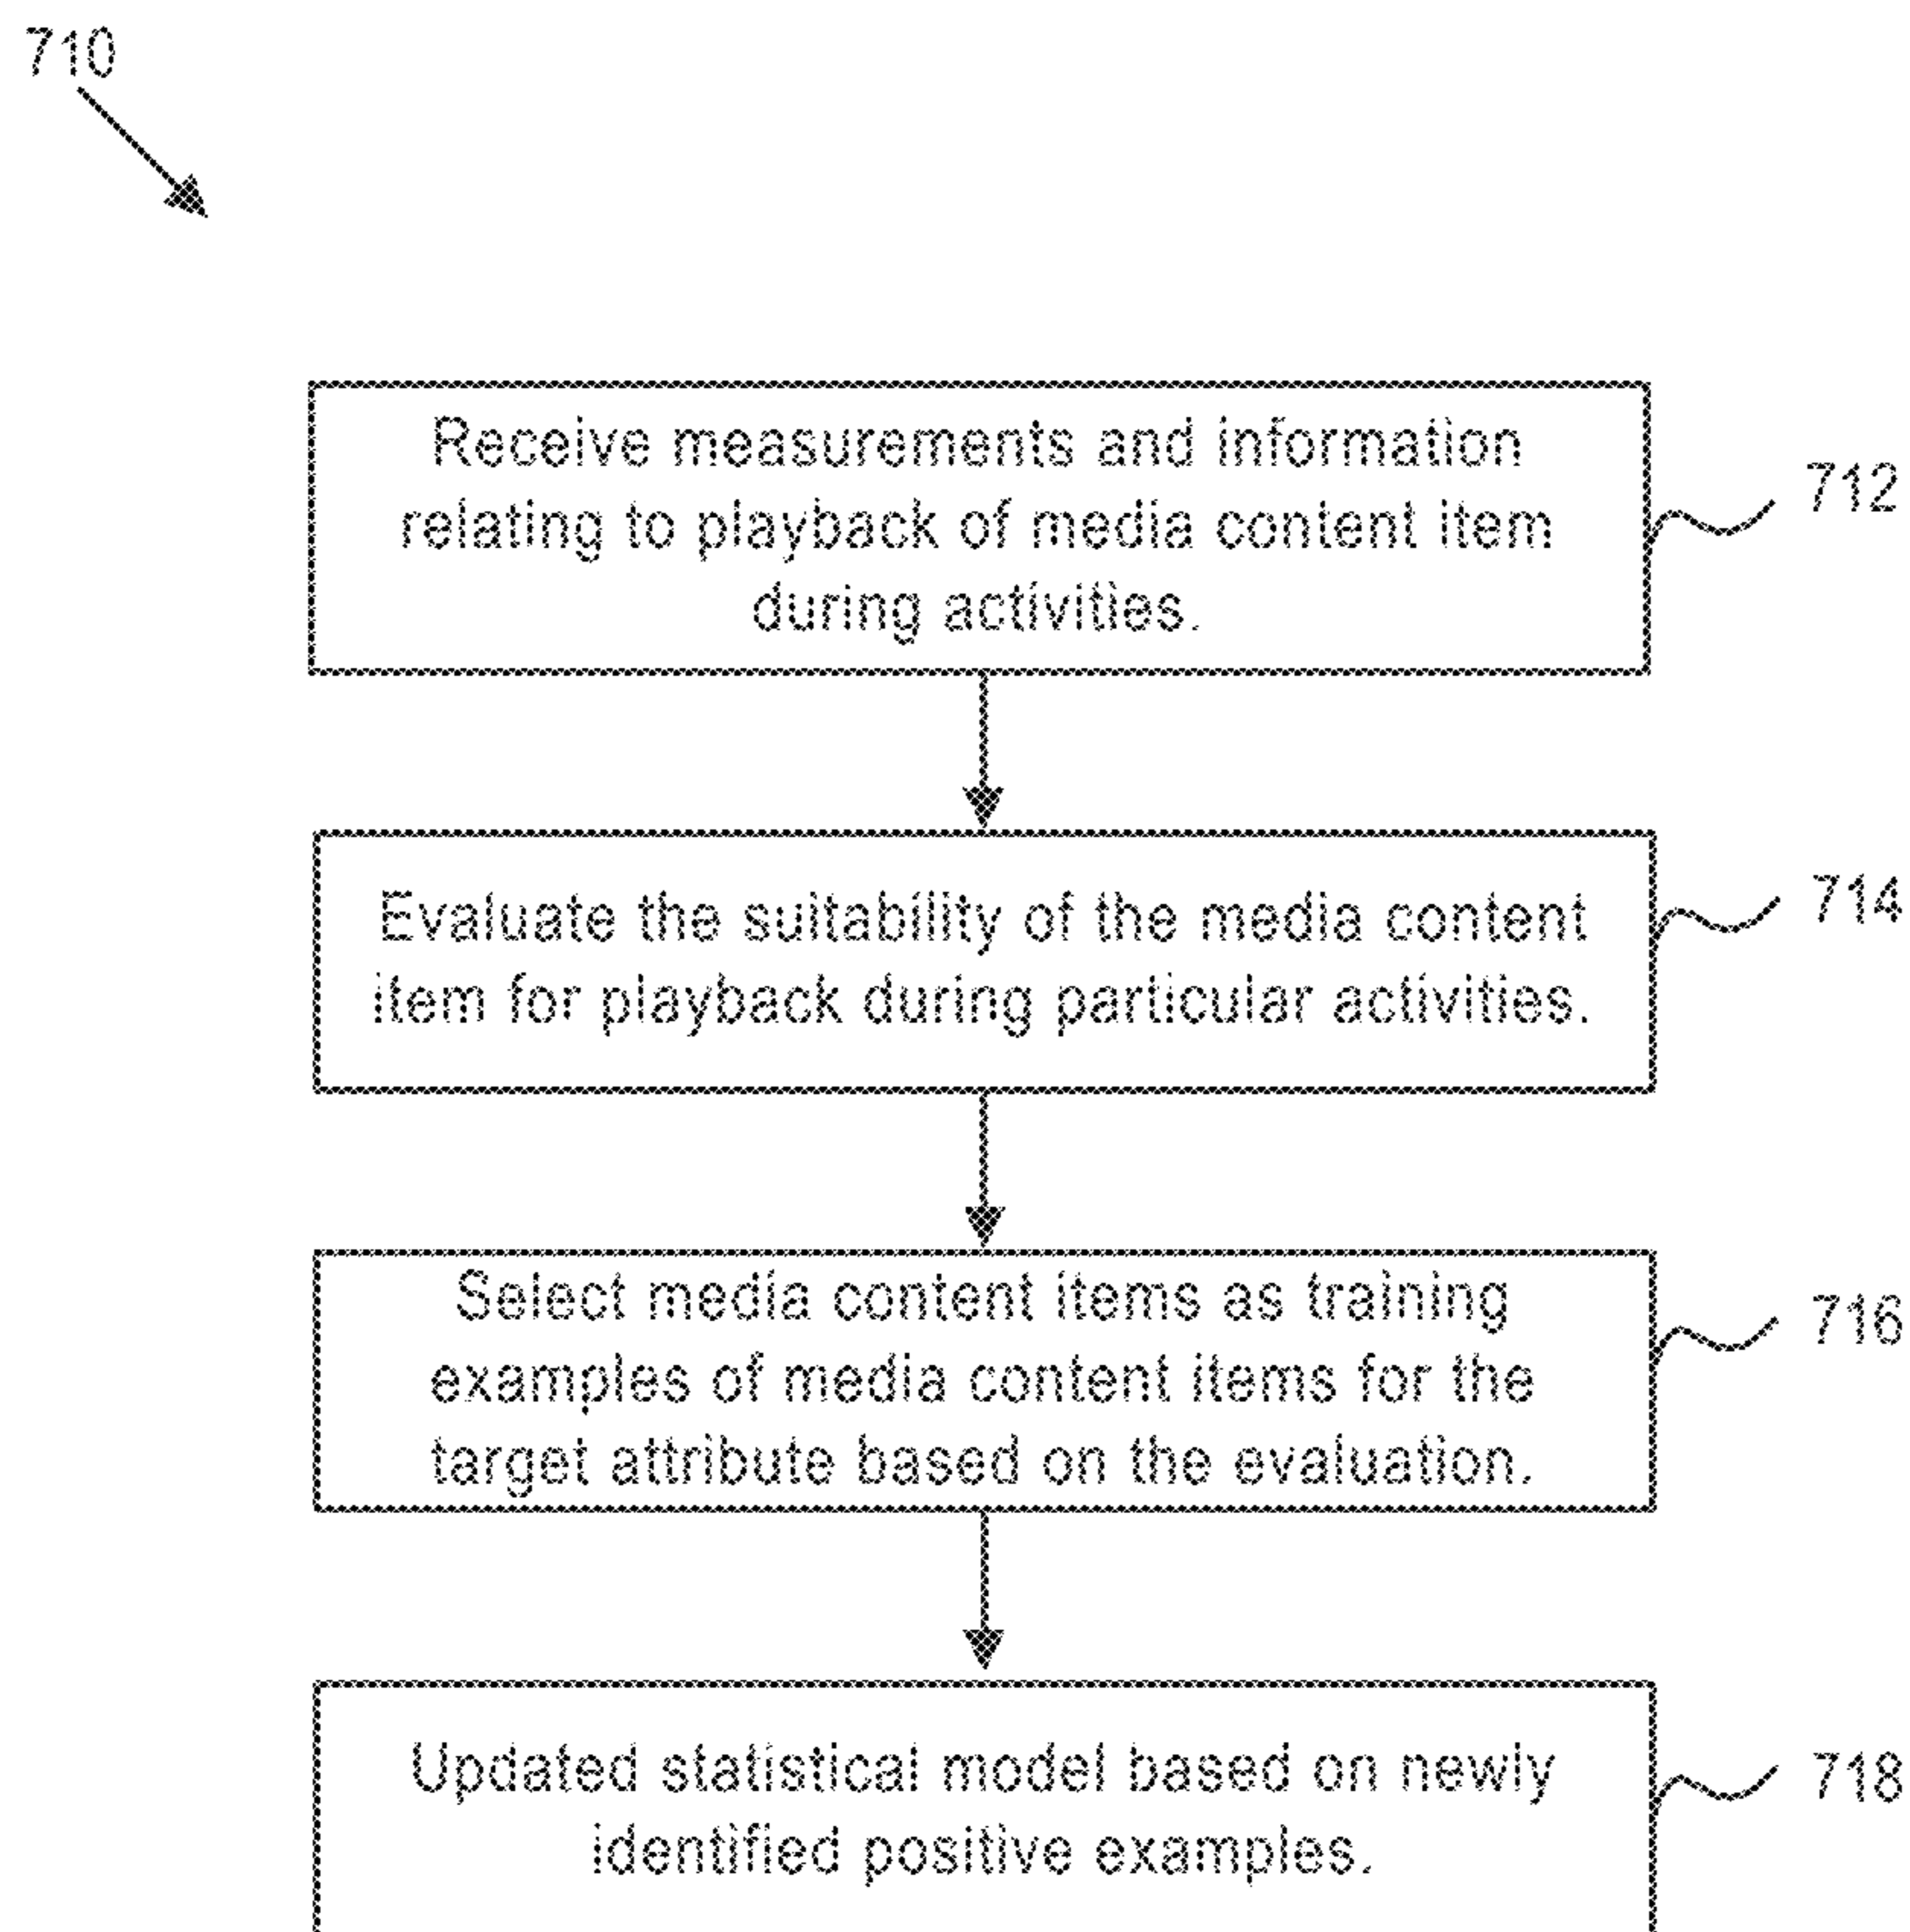 710
Receive measurements and information
relating to playback of media content item
during activities.
712
Evaluate the suitability of the media content
item for playback during particular activities.
714
Select media content items as training
examples of media content items for the
target attribute based on the evaluation.
716
Updated statistical model based on newly
identified positive examples.
718